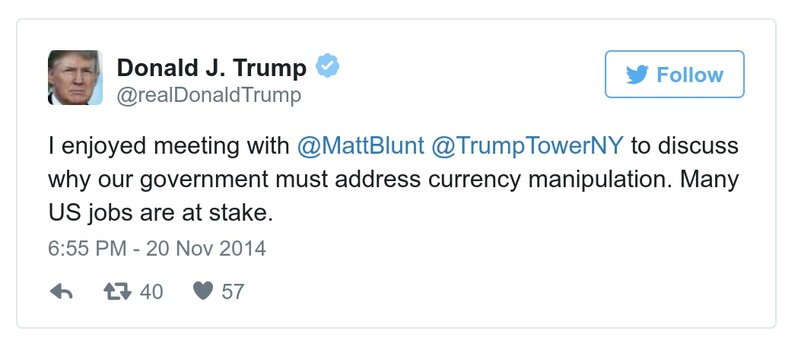 Donald J. Trump
Follow
@realDonaldTrump
I enjoyed meeting with @MattBlunt @TrumpTowerNY to discuss
why our government must address currency manipulation. Many
US jobs are at stake.
6:55 PM - 20 Nov 2014
40 57